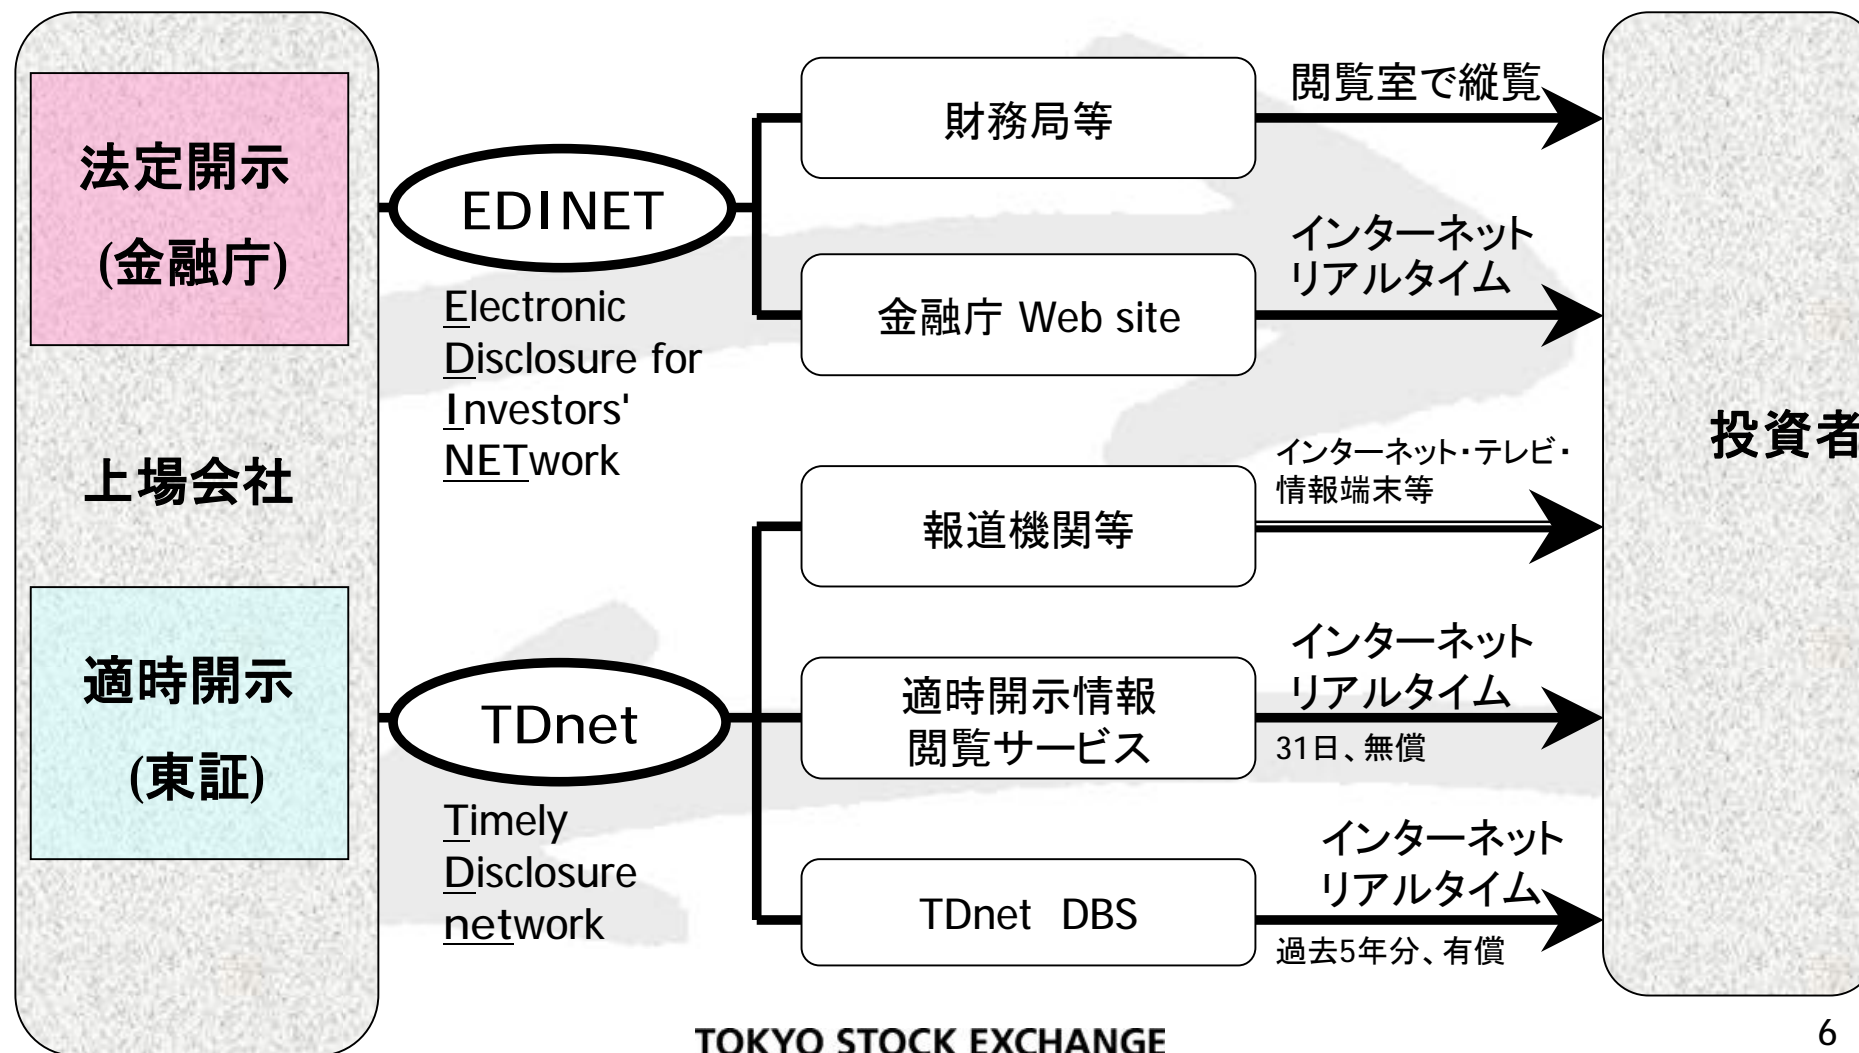 法定開示
(金融庁)
上場会社
適時開示
(東証)
EDINET
Electronic
Disclosure for
Investors'
NETwork
TDnet
Timely
Disclosure
network
財務局等
金融庁 Web site
報道機関等
適時開示情報
閲覧サービス
TDnet DBS
閲覧室で縦覧
インターネット
リアルタイム
インターネット・テレビ・
情報端末等
インターネット
リアルタイム
31日、無償
インターネット
リアルタイム
過去5年分、有償
投資者
TOKYO STOCK EXCHANGE
6